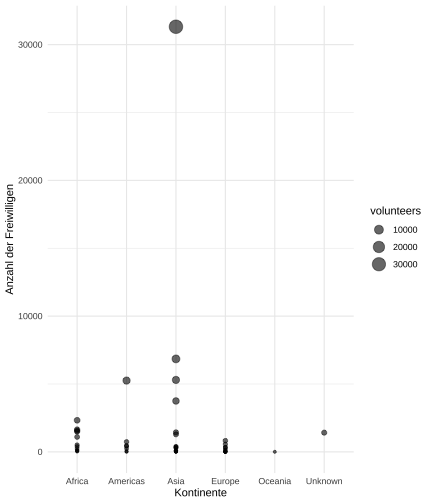 30000
20000
10000
0
Anzahl der Freiwilligen
Africa Americas Asia Europe Oceania Unknown
Kontinente
volunteers
10000
20000
30000